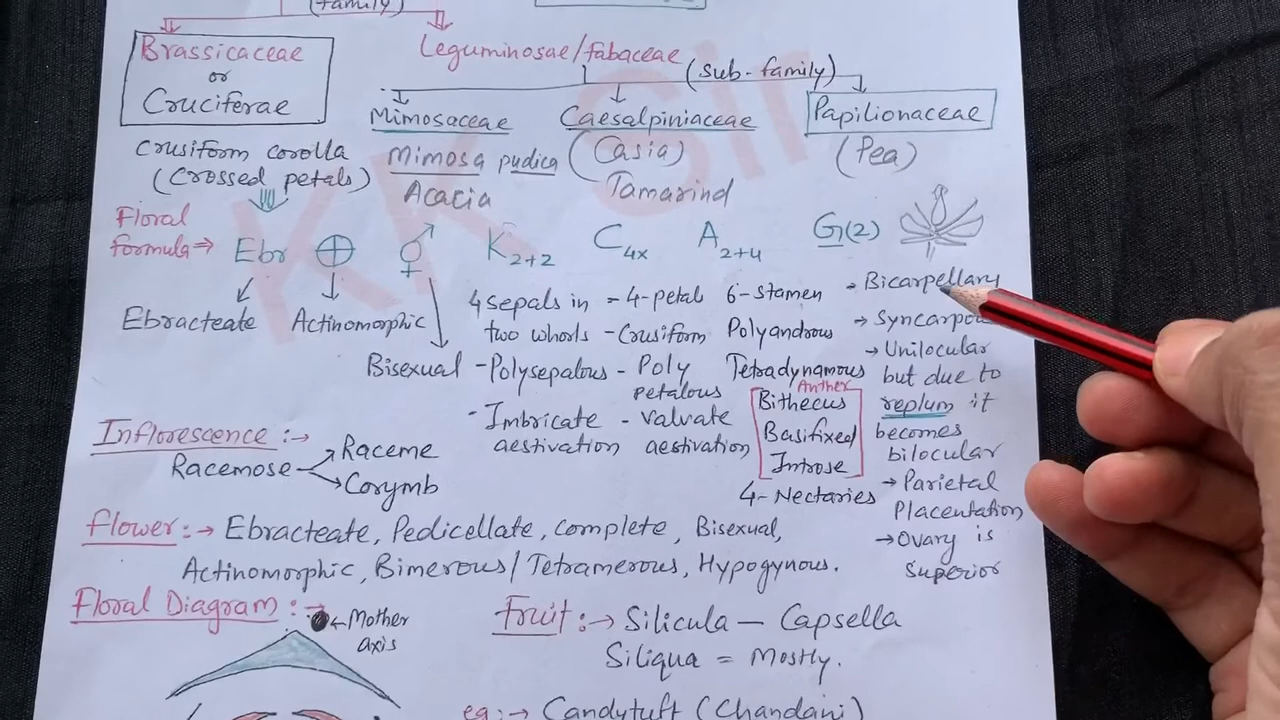 (family)
Brassicaceae
or
Cruciferae
Leguminosae/fabaceae
(sub-family)
Mimosaceae
Caesalpiniaceae
Papilionaceae
Crusiform corolla
(Crossed petals)
Mimosa pudica
Acacia
(Casia)
Tamarind
(Pea)
KK Sir
Floral
formula⇒ Ebr ⊕ ⚥ K2+2 C4x A2+4 G(2)
Ebracteate
Actinomorphic
Bisexual
4 sepals in
two whorls
-Polysepalous
-Imbricate
aestivation
= 4-petal
-Crusiform
- Poly
petalous
- valvate
aestivation
6-stamen
Polyandrous
Tetradynamous
Anther
Bithecus
Basifixed
Introse
4-Nectaries
→ Bicarpellary
→ Syncarpou
→ Unilocular
but due to
replum it
becomes
bilocular
→ Parietal
Placentation
→ Ovary is
Superior
Inflorescence :→
Racemose
Raceme
Corymb
flower :→ Ebracteate, Pedicellate, complete, Bisexual,
Actinomorphic, Bimerous/Tetramerous, Hypogynous.
Floral Diagram :→
←Mother
axis
Fruit :→ Silicula — Capsella
Siliqua = Mostly.
eg :→ Candytuft (Chandani)